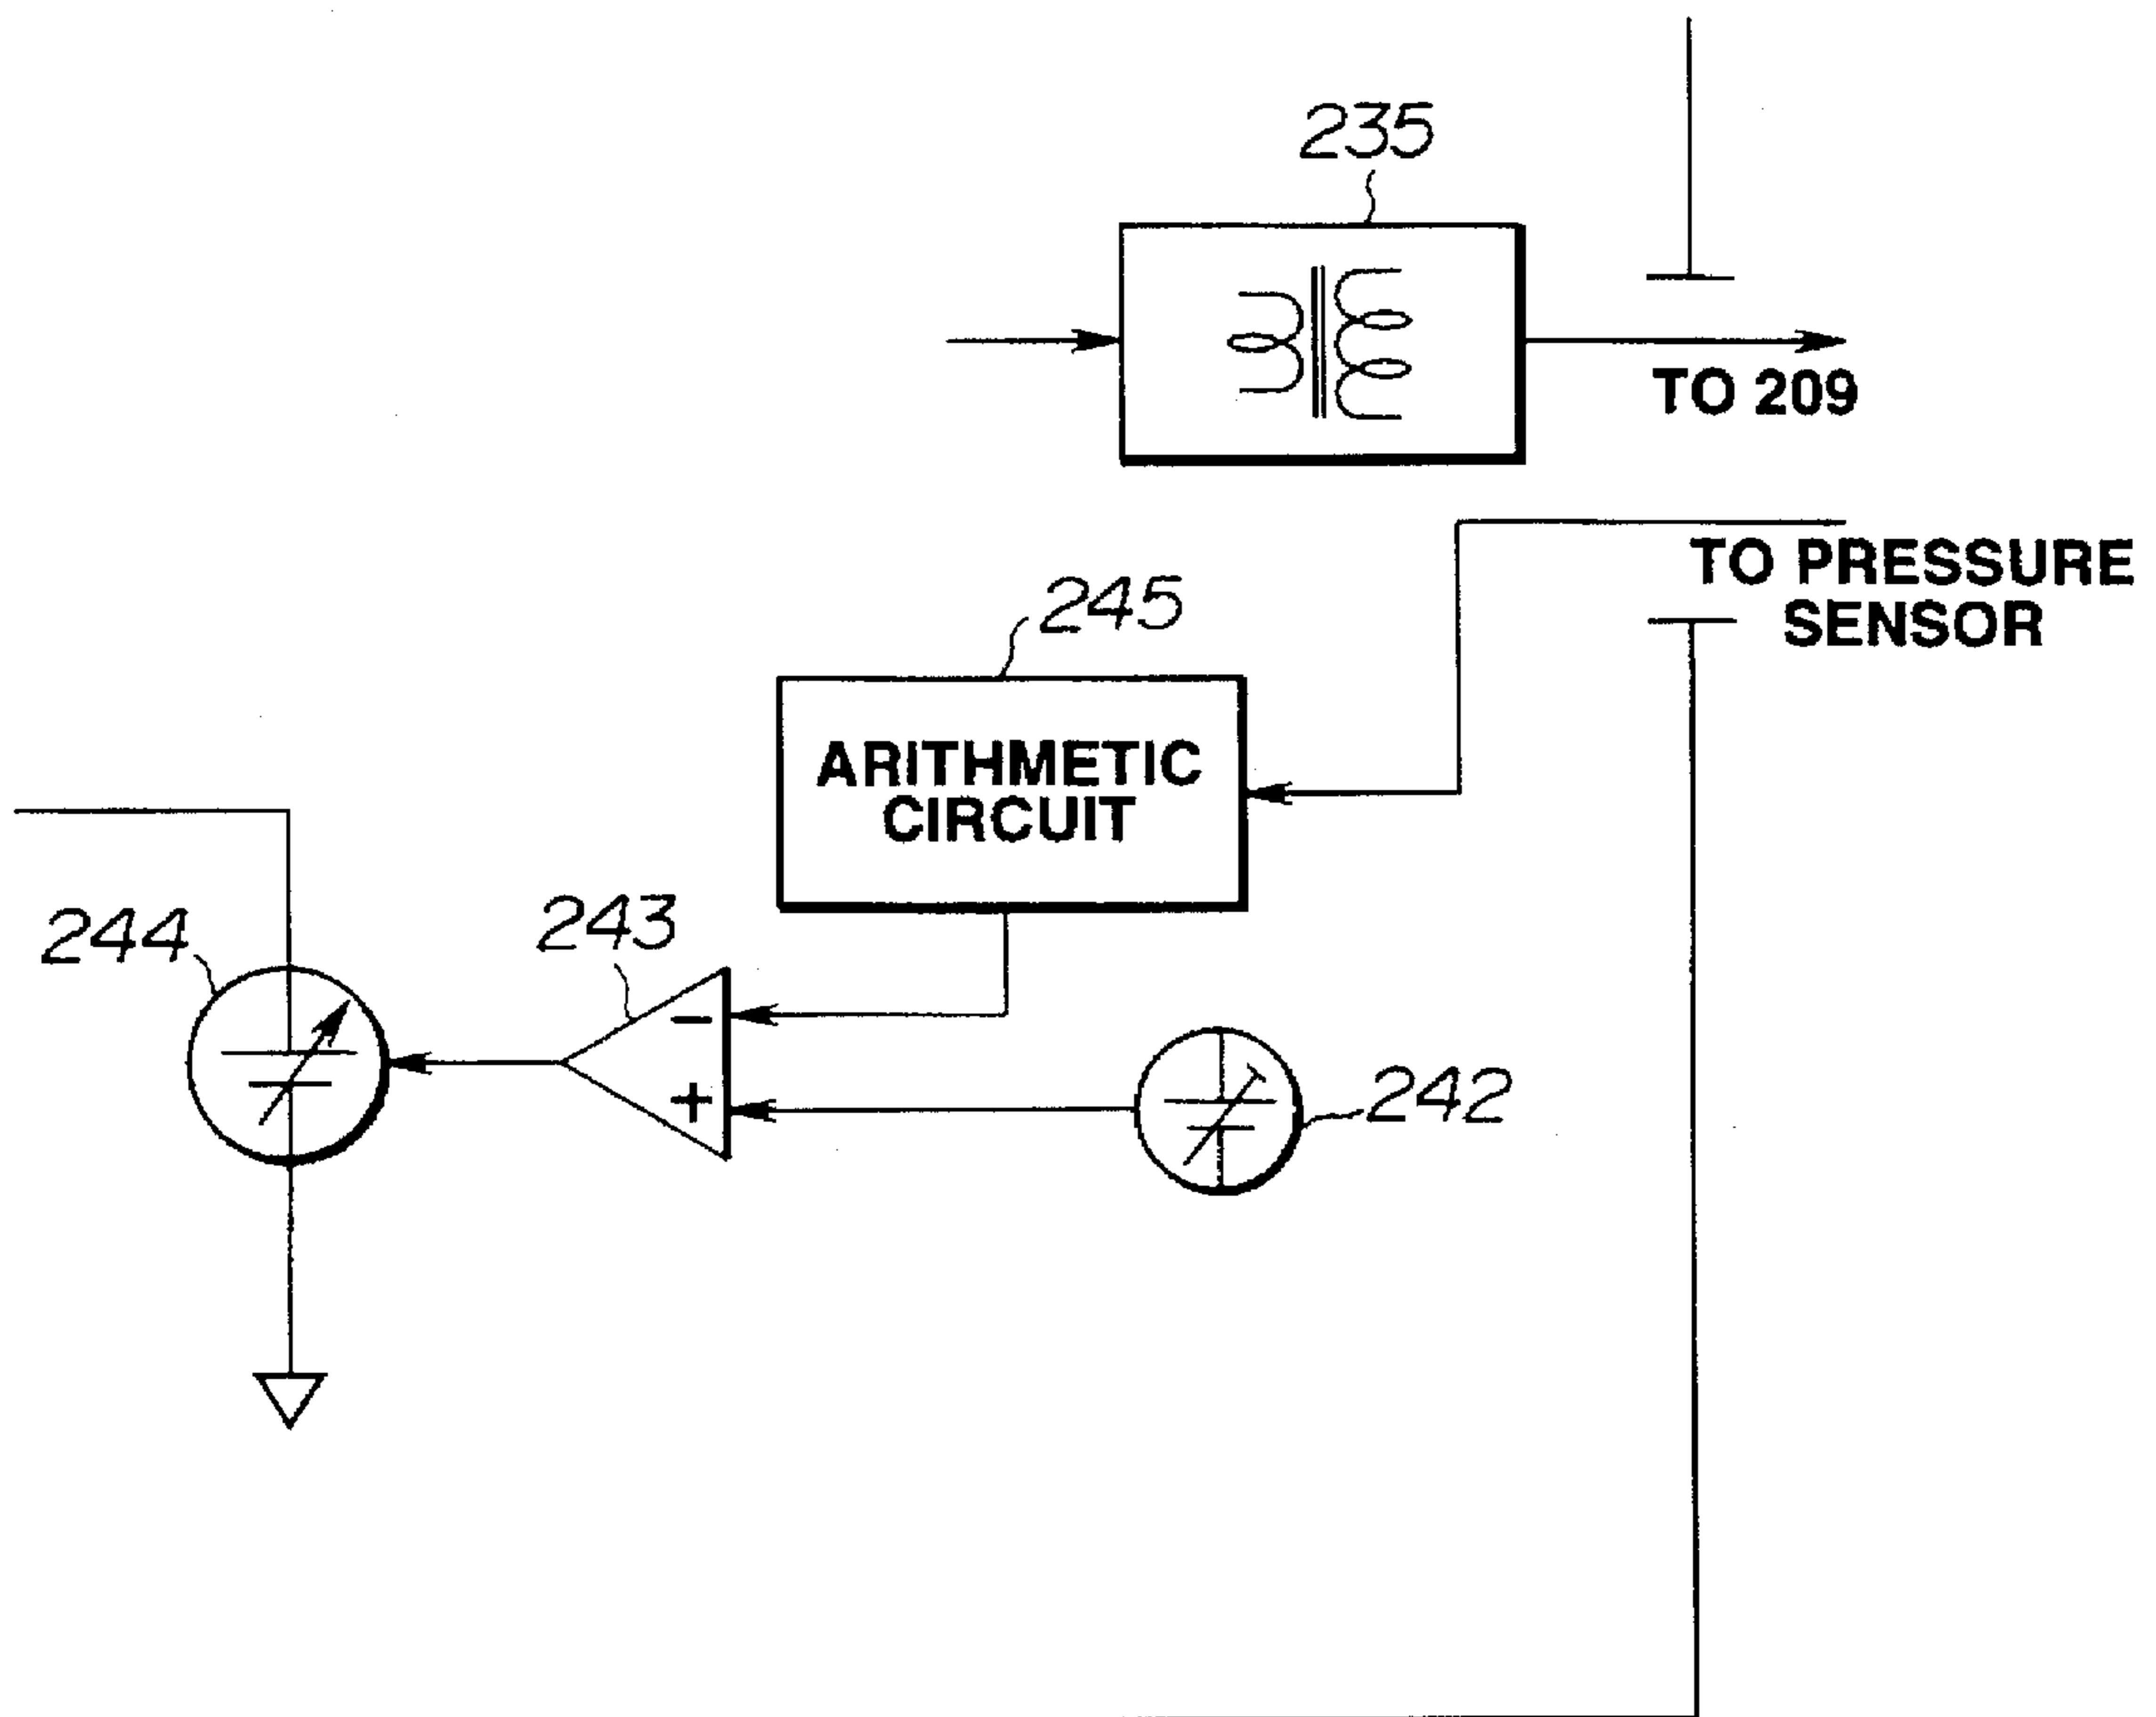 235
TO 209
TO PRESSURE
SENSOR
245
ARITHMETIC
CIRCUIT
244
243
−
+
242